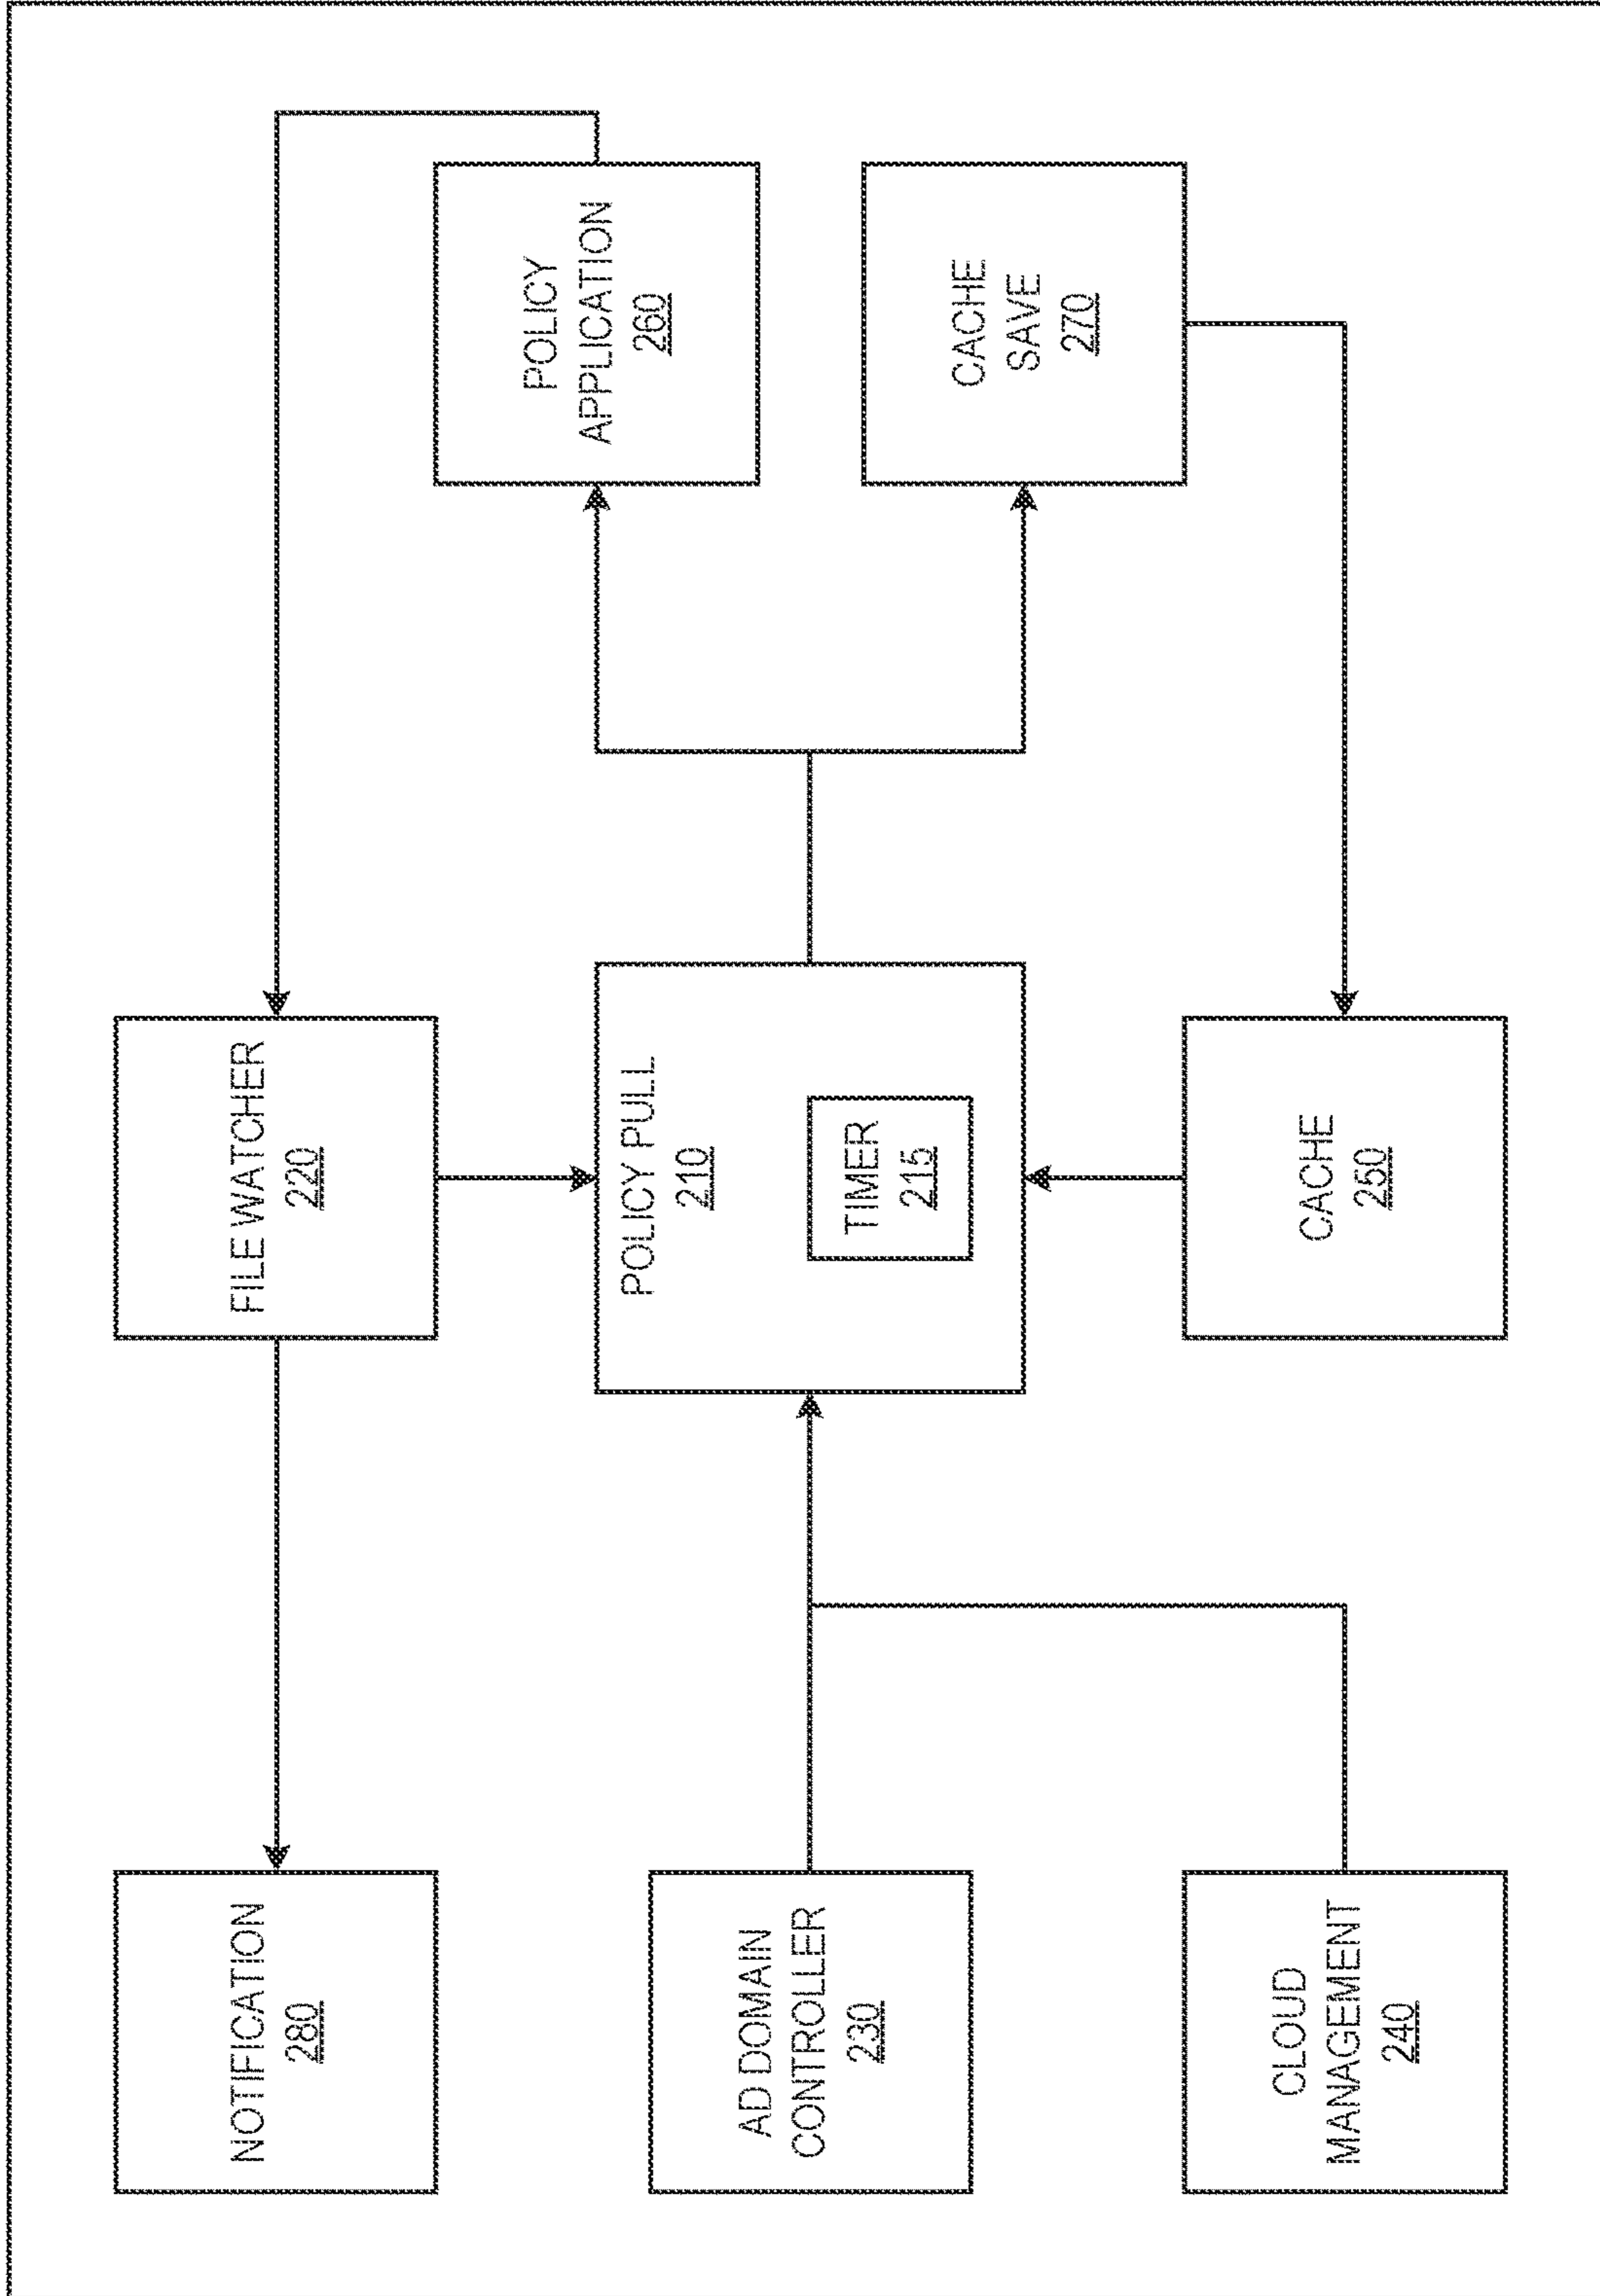 NOTIFICATION
280
FILE WATCHER
220
AD DOMAIN
CONTROLLER
230
POLICY PULL
210
TIMER
215
POLICY
APPLICATION
260
CLOUD
MANAGEMENT
240
CACHE
250
CACHE
SAVE
270